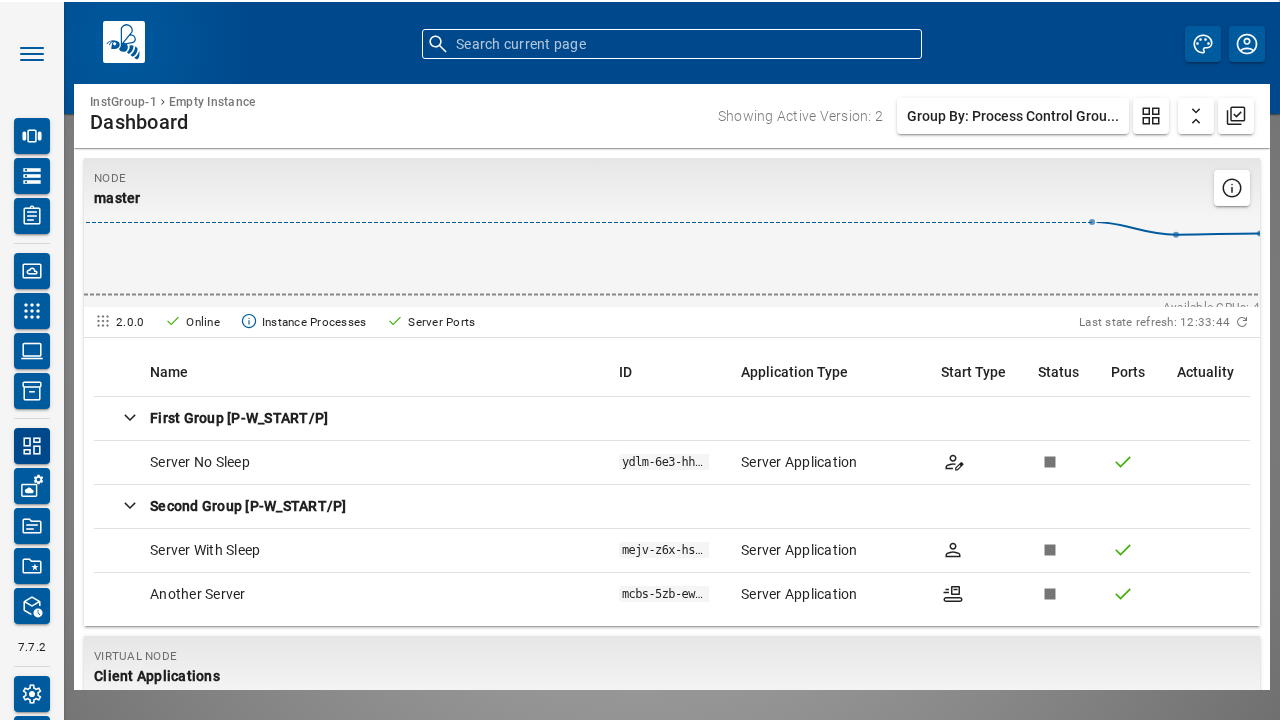 Search current page
InstGroup-1 › Empty Instance
Dashboard
Showing Active Version: 2
Group By: Process Control Grou...
NODE
master
2.0.0
Online
Instance Processes
Server Ports
Last state refresh: 12:33:44
Name ID Application Type Start Type Status Ports Actuality
First Group [P-W_START/P]
Server No Sleep ydlm-6e3-hh… Server Application
Second Group [P-W_START/P]
Server With Sleep mejv-z6x-hs… Server Application
Another Server mcbs-5zb-ew… Server Application
VIRTUAL NODE
Client Applications
7.7.2